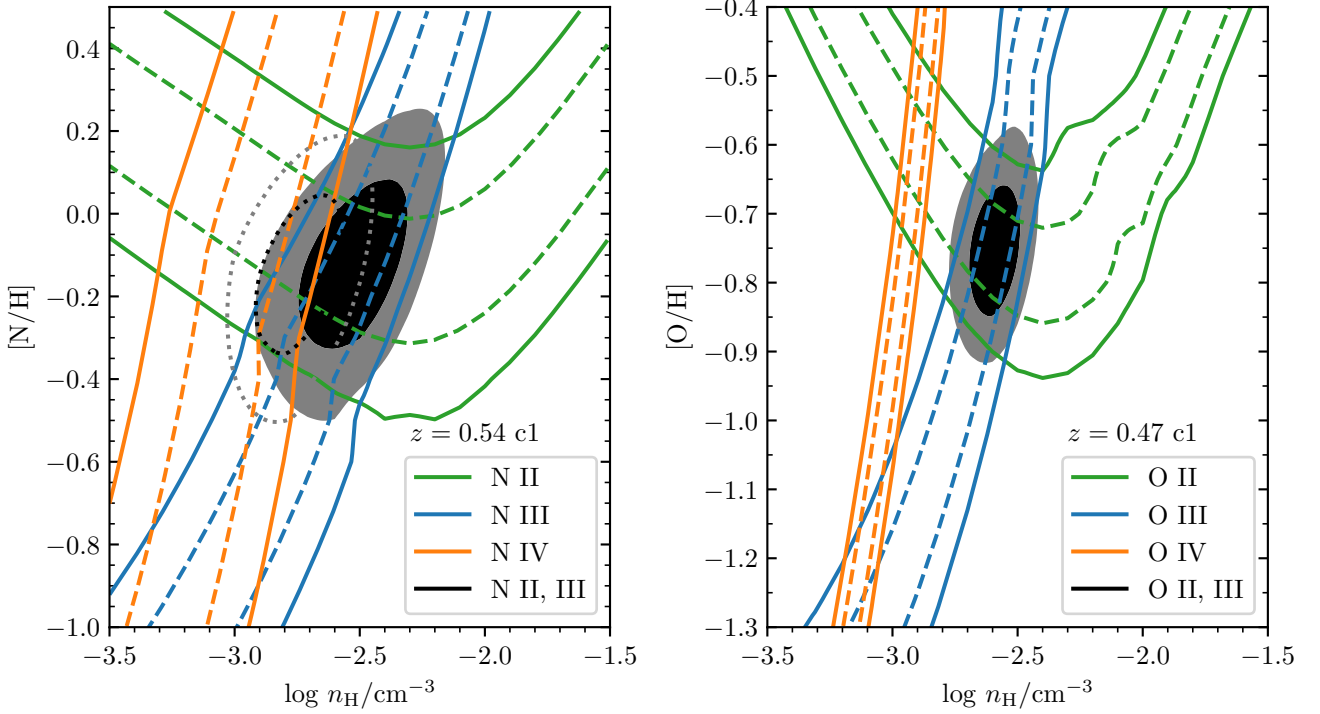 0.4
0.2
0.0
−0.2
−0.4
−0.6
−0.8
−1.0
[N/H]
−3.5 −3.0 −2.5 −2.0 −1.5
log n_H/cm⁻³
z = 0.54 c1
N II
N III
N IV
N II, III
−0.4
−0.5
−0.6
−0.7
−0.8
−0.9
−1.0
−1.1
−1.2
−1.3
[O/H]
−3.5 −3.0 −2.5 −2.0 −1.5
log n_H/cm⁻³
z = 0.47 c1
O II
O III
O IV
O II, III